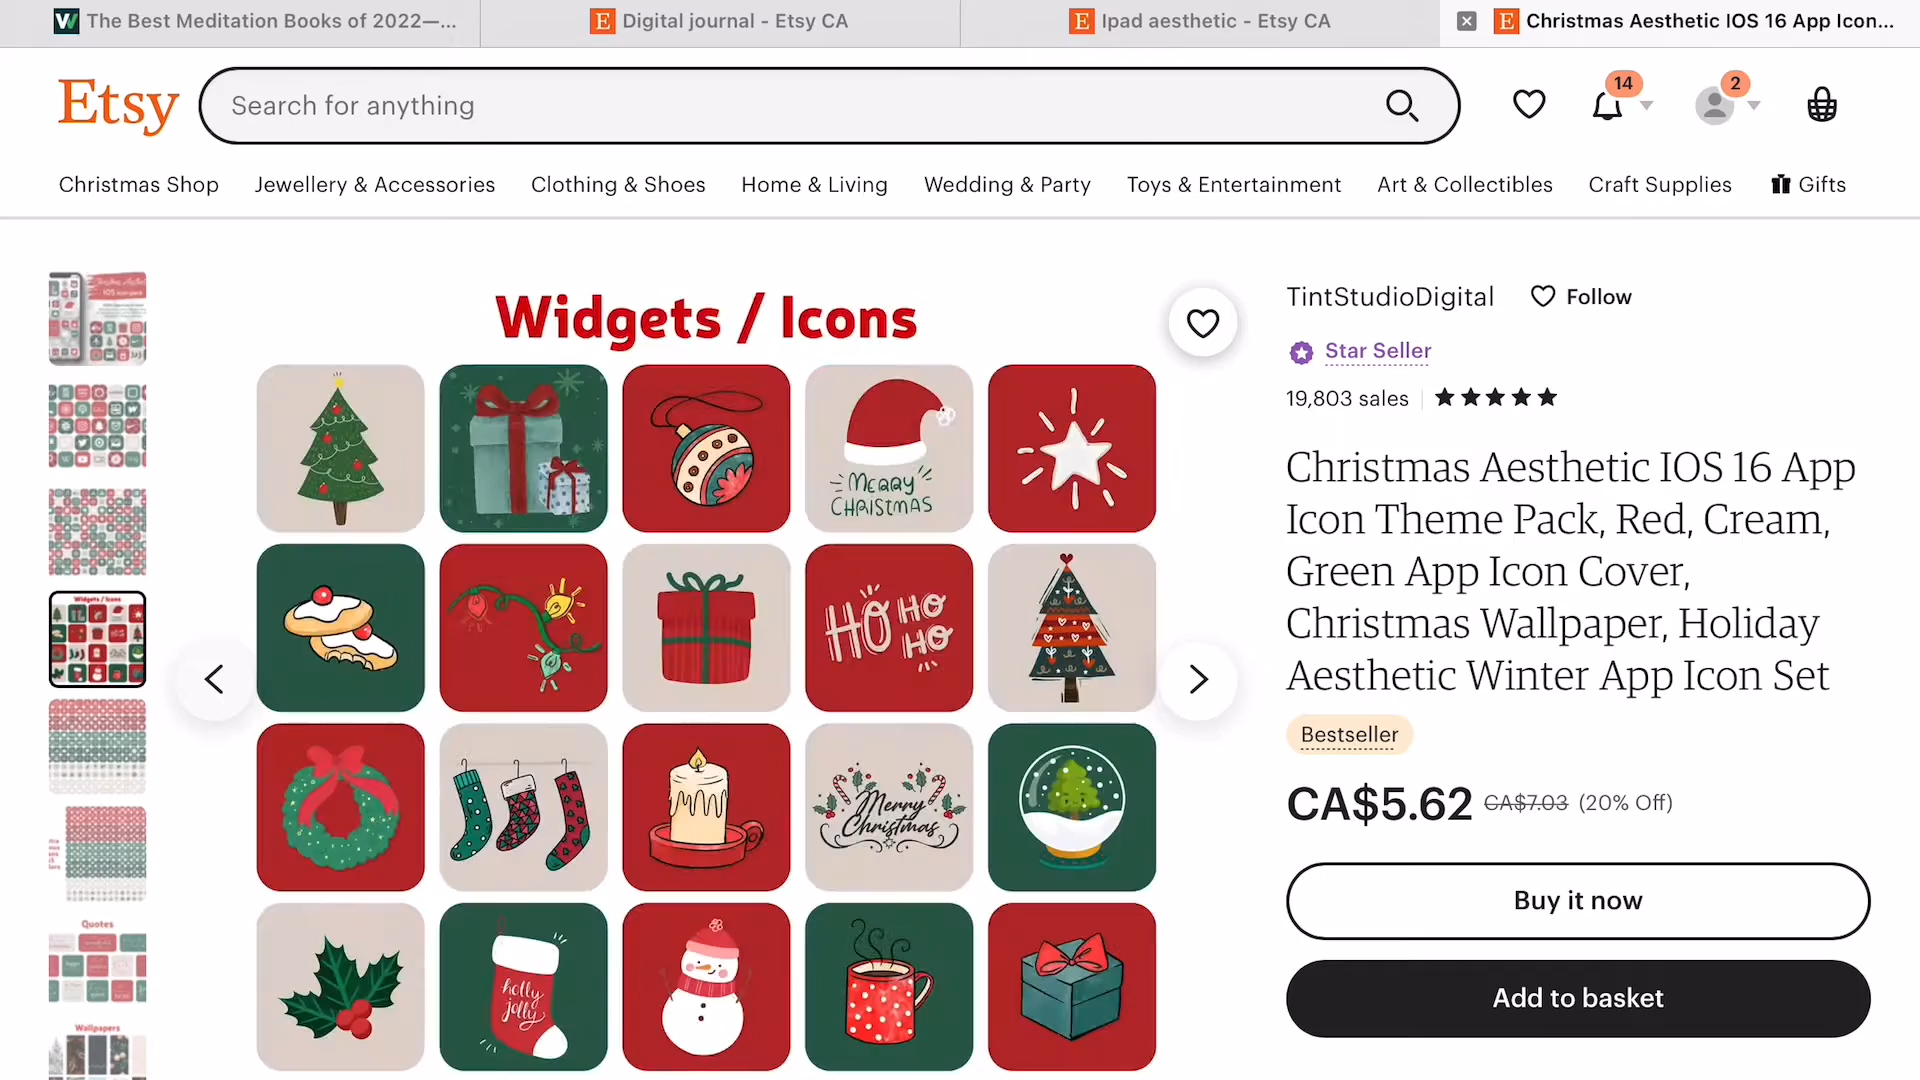 The Best Meditation Books of 2022—...
Digital journal - Etsy CA
Ipad aesthetic - Etsy CA
Christmas Aesthetic IOS 16 App Icon...
Etsy
Search for anything
14
2
Christmas Shop
Jewellery & Accessories
Clothing & Shoes
Home & Living
Wedding & Party
Toys & Entertainment
Art & Collectibles
Craft Supplies
Gifts
Widgets / Icons
MERRY
CHRISTMAS
HO HO
HO
Merry
Christmas
holly
jolly
Widgets / Icons
Quotes
Wallpapers
TintStudioDigital
Follow
Star Seller
19,803 sales
Christmas Aesthetic IOS 16 App
Icon Theme Pack, Red, Cream,
Green App Icon Cover,
Christmas Wallpaper, Holiday
Aesthetic Winter App Icon Set
Bestseller
CA$5.62 CA$7.03 (20% Off)
Buy it now
Add to basket